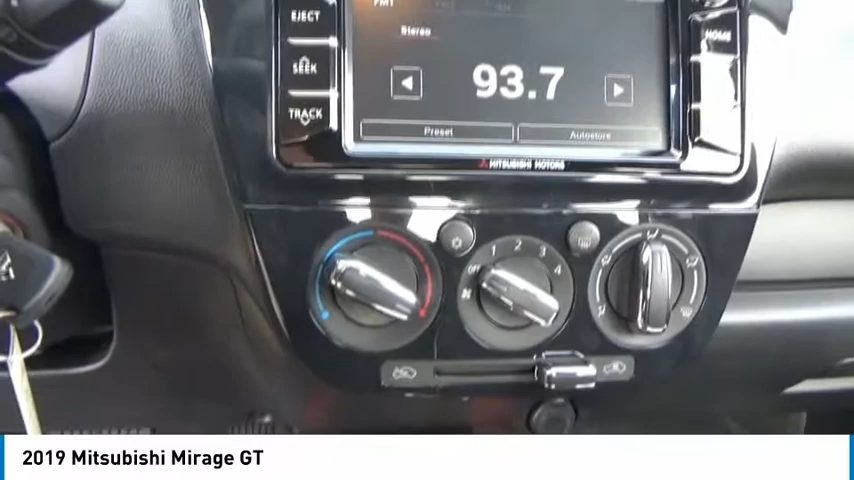 FM1
EJECT
Stereo
HOME
SEEK
93.7
TRACK
Preset
Autostore
MITSUBISHI MOTORS
OFF 1 2 3 4
2019 Mitsubishi Mirage GT